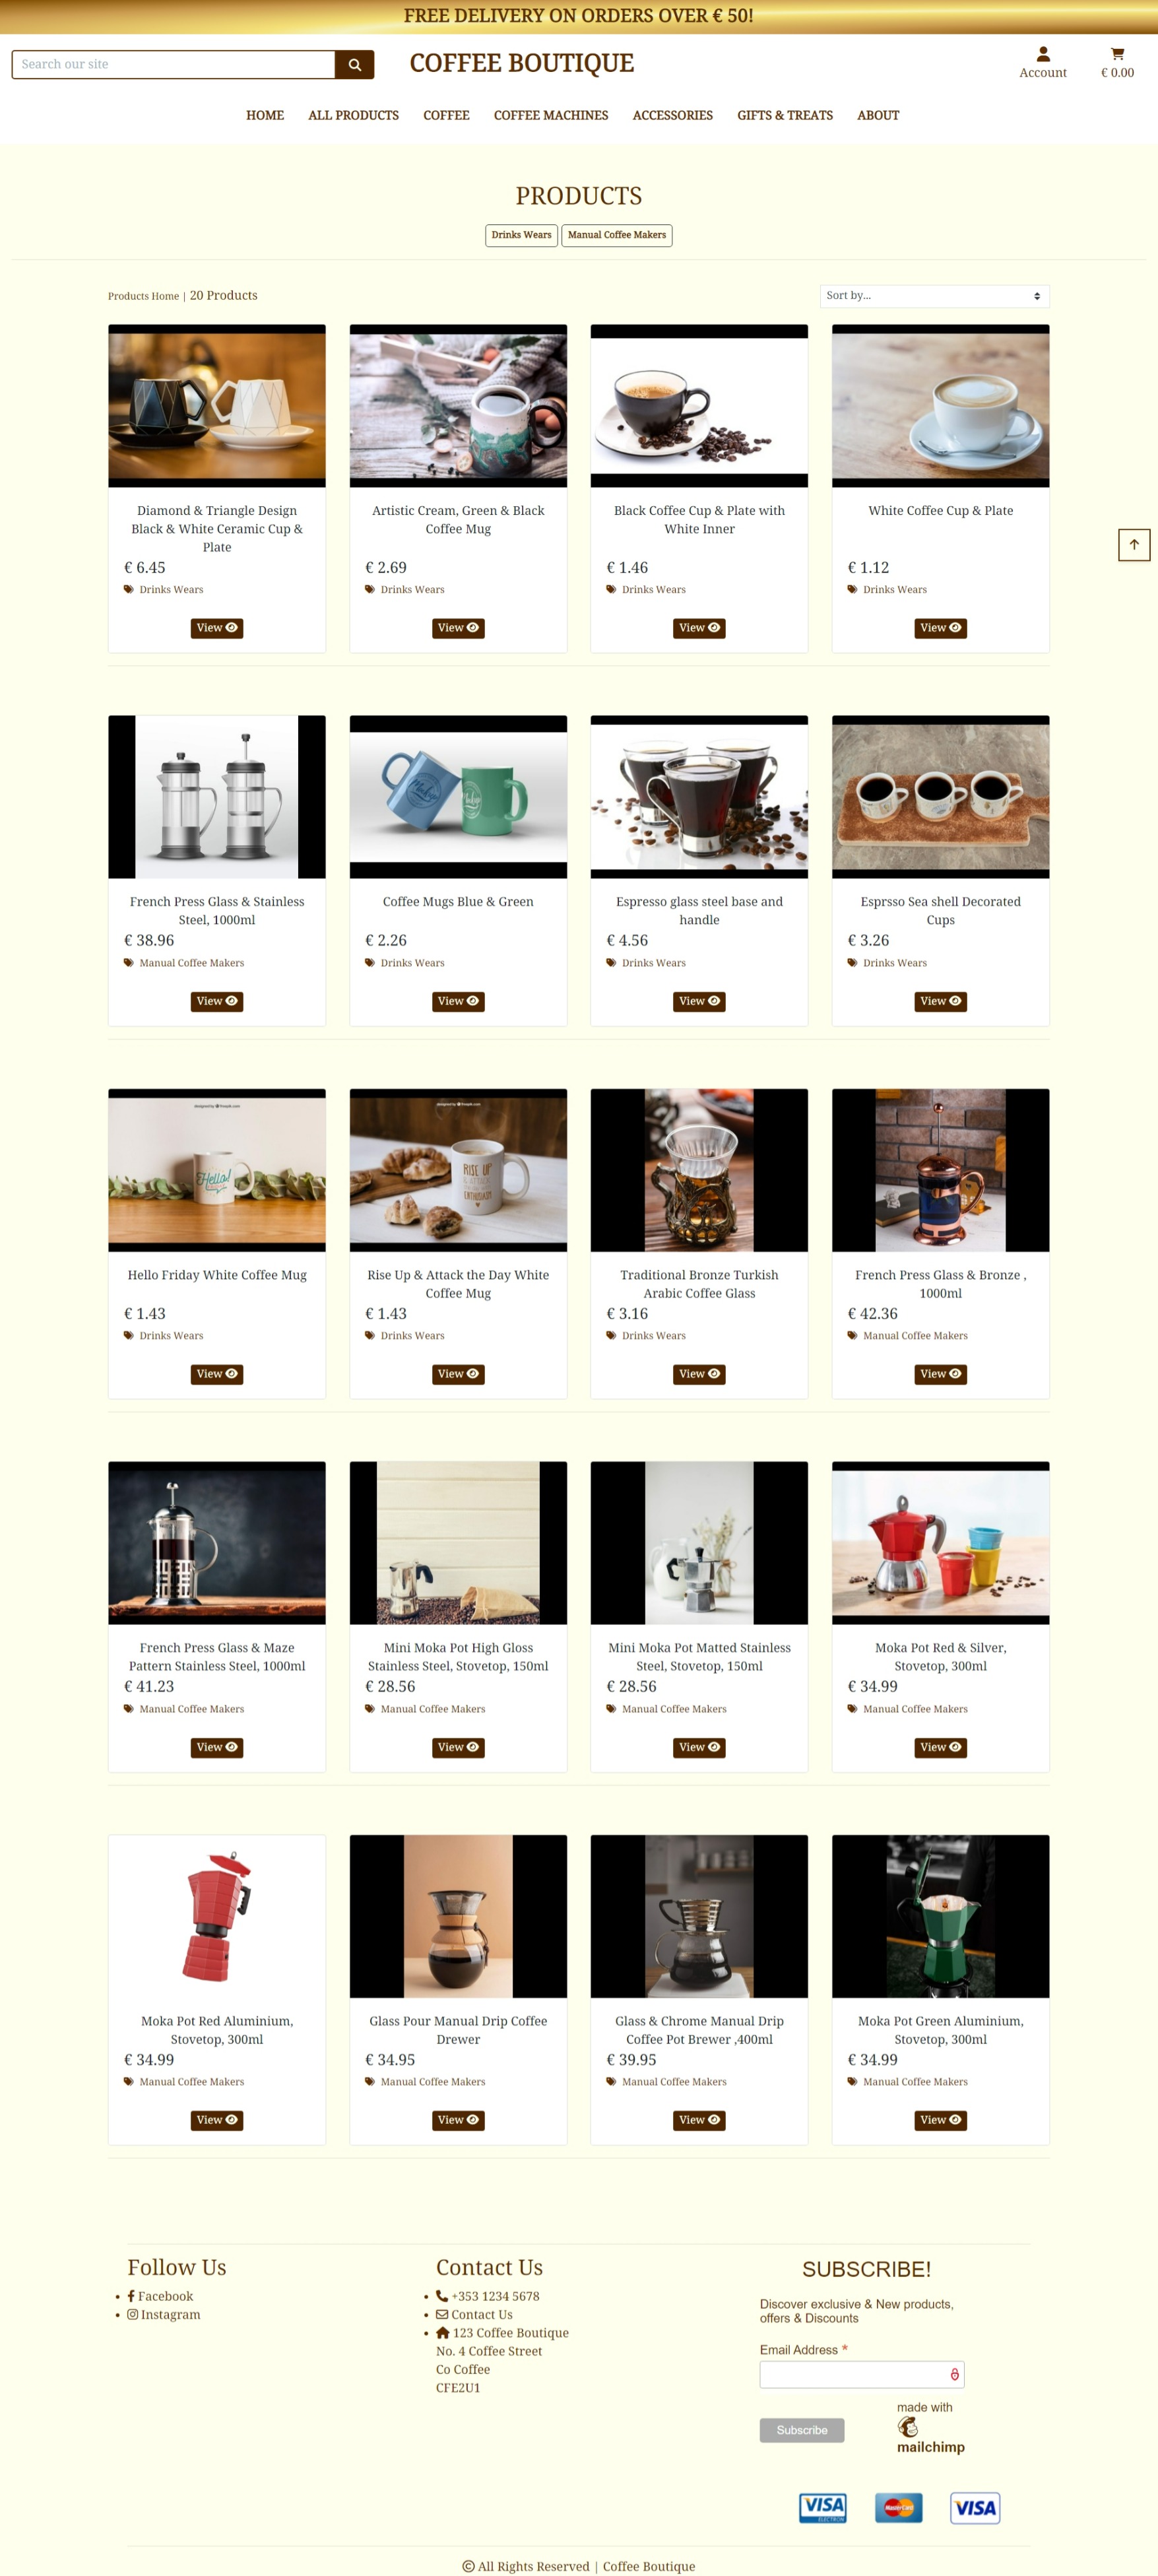 FREE DELIVERY ON ORDERS OVER € 50!
Search our site
COFFEE BOUTIQUE
Account
€ 0.00
HOME ALL PRODUCTS COFFEE COFFEE MACHINES ACCESSORIES GIFTS & TREATS ABOUT
PRODUCTS
Drinks Wears Manual Coffee Makers
Products Home | 20 Products
Sort by...
Diamond & Triangle Design
Black & White Ceramic Cup &
Plate
€ 6.45
Drinks Wears
View
Artistic Cream, Green & Black
Coffee Mug
€ 2.69
Drinks Wears
View
Black Coffee Cup & Plate with
White Inner
€ 1.46
Drinks Wears
View
White Coffee Cup & Plate
€ 1.12
Drinks Wears
View
French Press Glass & Stainless
Steel, 1000ml
€ 38.96
Manual Coffee Makers
View
Coffee Mugs Blue & Green
€ 2.26
Drinks Wears
View
Espresso glass steel base and
handle
€ 4.56
Drinks Wears
View
Esprsso Sea shell Decorated
Cups
€ 3.26
Drinks Wears
View
designed by freepik.com
Hello!
Hello Friday White Coffee Mug
€ 1.43
Drinks Wears
View
designed by freepik.com
RISE UP
ENTHUSIASM
Rise Up & Attack the Day White
Coffee Mug
€ 1.43
Drinks Wears
View
Traditional Bronze Turkish
Arabic Coffee Glass
€ 3.16
Drinks Wears
View
French Press Glass & Bronze ,
1000ml
€ 42.36
Manual Coffee Makers
View
French Press Glass & Maze
Pattern Stainless Steel, 1000ml
€ 41.23
Manual Coffee Makers
View
Mini Moka Pot High Gloss
Stainless Steel, Stovetop, 150ml
€ 28.56
Manual Coffee Makers
View
Mini Moka Pot Matted Stainless
Steel, Stovetop, 150ml
€ 28.56
Manual Coffee Makers
View
Moka Pot Red & Silver,
Stovetop, 300ml
€ 34.99
Manual Coffee Makers
View
Moka Pot Red Aluminium,
Stovetop, 300ml
€ 34.99
Manual Coffee Makers
View
Glass Pour Manual Drip Coffee
Drewer
€ 34.95
Manual Coffee Makers
View
Glass & Chrome Manual Drip
Coffee Pot Brewer ,400ml
€ 39.95
Manual Coffee Makers
View
Moka Pot Green Aluminium,
Stovetop, 300ml
€ 34.99
Manual Coffee Makers
View
Follow Us
Facebook
Instagram
Contact Us
+353 1234 5678
Contact Us
123 Coffee Boutique
No. 4 Coffee Street
Co Coffee
CFE2U1
SUBSCRIBE!
Discover exclusive & New products,
offers & Discounts
Email Address *
Subscribe
made with
mailchimp
VISA
ELECTRON
MasterCard
VISA
© All Rights Reserved | Coffee Boutique